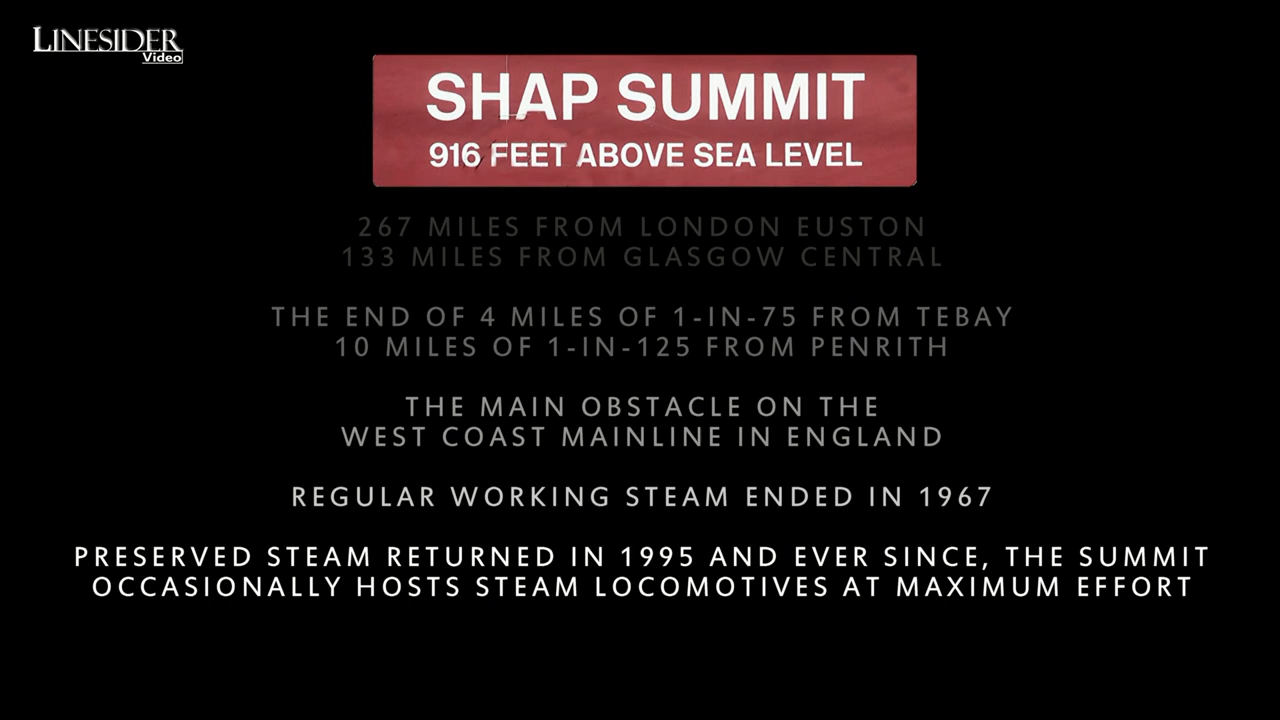 LINESIDER
Video
SHAP SUMMIT
916 FEET ABOVE SEA LEVEL
267 MILES FROM LONDON EUSTON
133 MILES FROM GLASGOW CENTRAL
THE END OF 4 MILES OF 1-IN-75 FROM TEBAY
10 MILES OF 1-IN-125 FROM PENRITH
THE MAIN OBSTACLE ON THE
WEST COAST MAINLINE IN ENGLAND
REGULAR WORKING STEAM ENDED IN 1967
PRESERVED STEAM RETURNED IN 1995 AND EVER SINCE, THE SUMMIT
OCCASIONALLY HOSTS STEAM LOCOMOTIVES AT MAXIMUM EFFORT